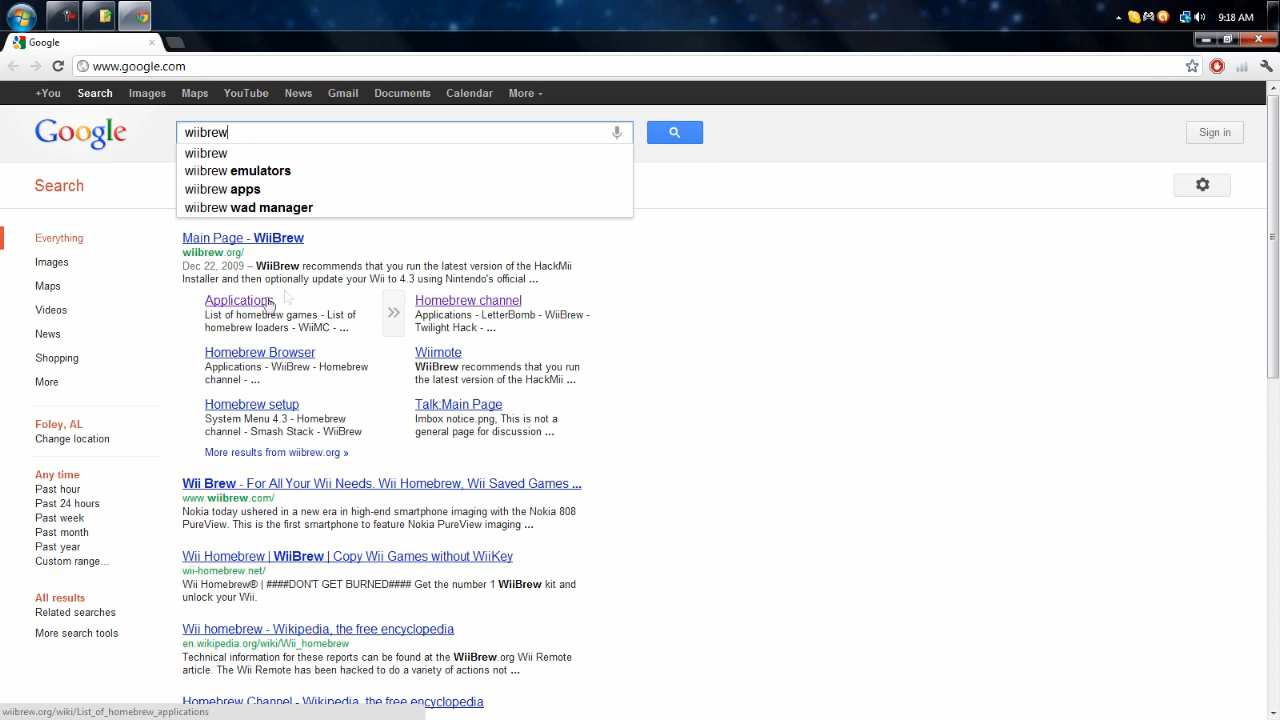 9:18 AM
Google
www.google.com
+You Search Images Maps YouTube News Gmail Documents Calendar More
Google
wiibrew
Sign in
wiibrew
wiibrew emulators
wiibrew apps
wiibrew wad manager
Search
Everything
Images
Maps
Videos
News
Shopping
More
Foley, AL
Change location
Any time
Past hour
Past 24 hours
Past week
Past month
Past year
Custom range...
All results
Related searches
More search tools
Main Page - WiiBrew
wiibrew.org/
Dec 22, 2009 – WiiBrew recommends that you run the latest version of the HackMii
Installer and then optionally update your Wii to 4.3 using Nintendo's official ...
Applications
List of homebrew games - List of
homebrew loaders - WiiMC - ...
Homebrew channel
Applications - LetterBomb - WiiBrew -
Twilight Hack - ...
Homebrew Browser
Applications - WiiBrew - Homebrew
channel - ...
Wiimote
WiiBrew recommends that you run
the latest version of the HackMii ...
Homebrew setup
System Menu 4.3 - Homebrew
channel - Smash Stack - WiiBrew
Talk:Main Page
Imbox notice.png, This is not a
general page for discussion ...
More results from wiibrew.org »
Wii Brew - For All Your Wii Needs. Wii Homebrew, Wii Saved Games ...
www.wiibrew.com/
Nokia today ushered in a new era in high-end smartphone imaging with the Nokia 808
PureView. This is the first smartphone to feature Nokia PureView imaging ...
Wii Homebrew | WiiBrew | Copy Wii Games without WiiKey
wii-homebrew.net/
Wii Homebrew® | ####DON'T GET BURNED#### Get the number 1 WiiBrew kit and
unlock your Wii.
Wii homebrew - Wikipedia, the free encyclopedia
en.wikipedia.org/wiki/Wii_homebrew
Technical information for these reports can be found at the WiiBrew.org Wii Remote
article. The Wii Remote has been hacked to do a variety of actions not ...
Homebrew Channel - Wikipedia, the free encyclopedia
wiibrew.org/wiki/List_of_homebrew_applications